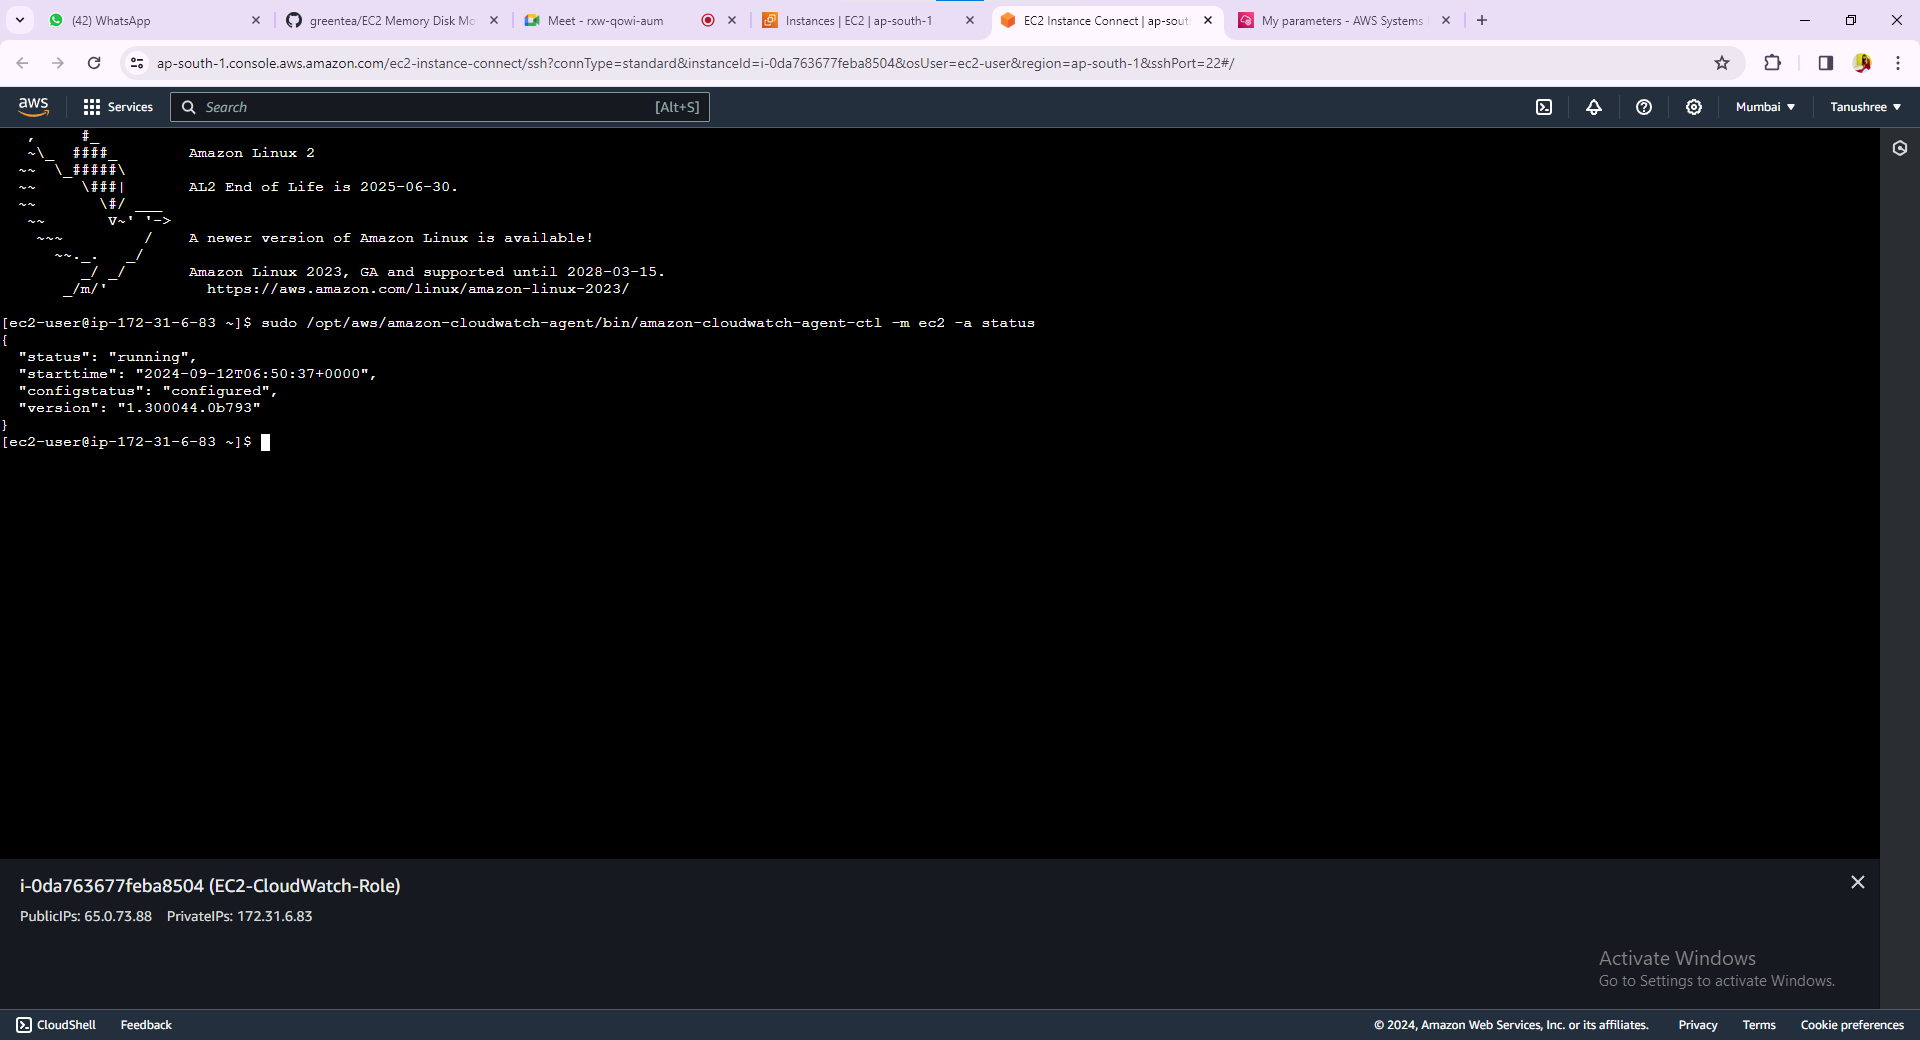 (42) WhatsApp
greentea/EC2 Memory Disk Mo
Meet - rxw-qowi-aum
Instances | EC2 | ap-south-1
EC2 Instance Connect | ap-sout
My parameters - AWS Systems
ap-south-1.console.aws.amazon.com/ec2-instance-connect/ssh?connType=standard&instanceId=i-0da763677feba8504&osUser=ec2-user&region=ap-south-1&sshPort=22#/
aws
Services
Search [Alt+S]
Mumbai
Tanushree
   ,     #_
   ~\_  ####_        Amazon Linux 2
  ~~  \_#####\
  ~~     \###|       AL2 End of Life is 2025-06-30.
  ~~       \#/ ___
   ~~       V~' '->
    ~~~         /    A newer version of Amazon Linux is available!
      ~~._.   _/
         _/ _/       Amazon Linux 2023, GA and supported until 2028-03-15.
       _/m/'           https://aws.amazon.com/linux/amazon-linux-2023/
[ec2-user@ip-172-31-6-83 ~]$ sudo /opt/aws/amazon-cloudwatch-agent/bin/amazon-cloudwatch-agent-ctl -m ec2 -a status
{
  "status": "running",
  "starttime": "2024-09-12T06:50:37+0000",
  "configstatus": "configured",
  "version": "1.300044.0b793"
}
[ec2-user@ip-172-31-6-83 ~]$
i-0da763677feba8504 (EC2-CloudWatch-Role)
PublicIPs: 65.0.73.88 PrivateIPs: 172.31.6.83
Activate Windows
Go to Settings to activate Windows.
CloudShell
Feedback
© 2024, Amazon Web Services, Inc. or its affiliates.
Privacy
Terms
Cookie preferences